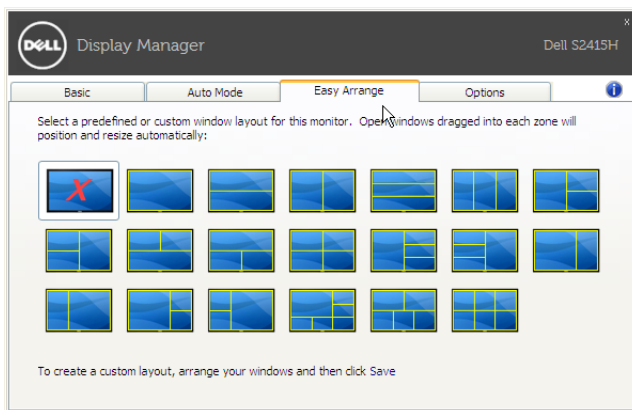 x
DELL Display Manager Dell S2415H
Basic Auto Mode Easy Arrange Options i
Select a predefined or custom window layout for this monitor. Open windows dragged into each zone will
position and resize automatically:
X
To create a custom layout, arrange your windows and then click Save